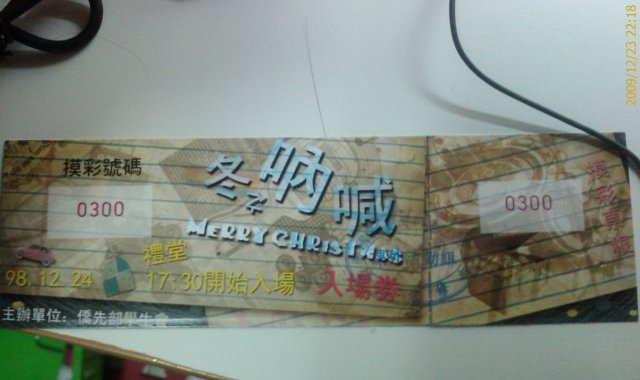 2009/12/23 22:18
摸彩號碼
0300
冬之吶喊
MERRY CHRISTMAS
禮堂
98.12.24
17:30開始入場
入場券
主辦單位：僑先部學生會
摸彩票根
0300